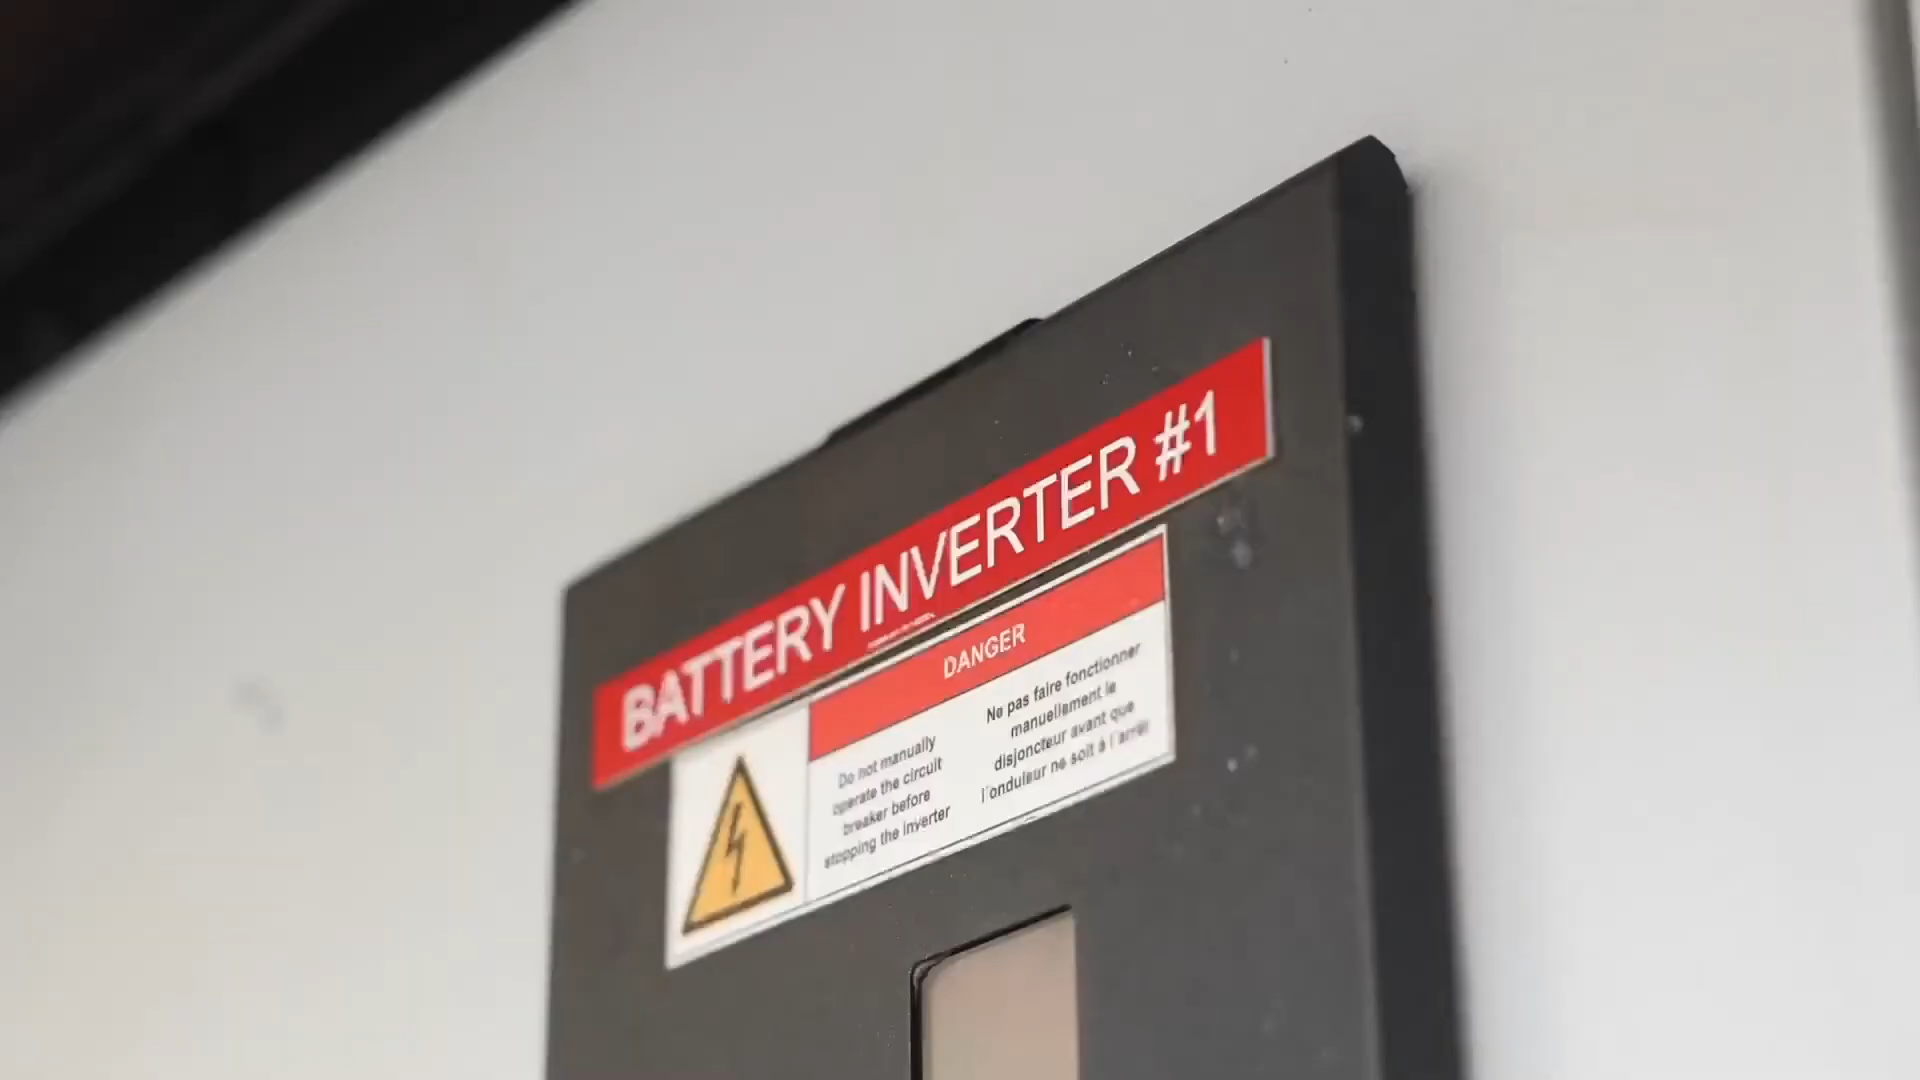 BATTERY INVERTER #1
DANGER
Do not manually
operate the circuit
breaker before
stopping the inverter
Ne pas faire fonctionner
manuellement le
disjoncteur avant que
l'onduleur ne soit à l'arrêt